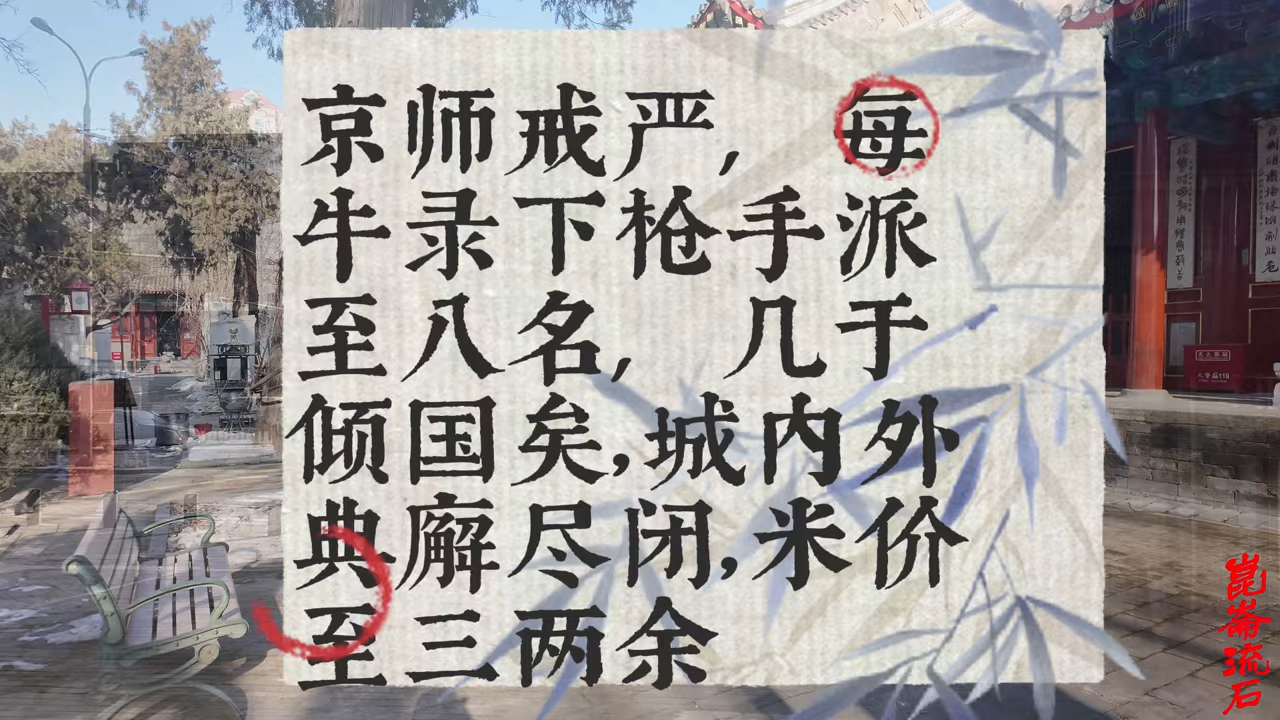 京师戒严，每
牛录下枪手派
至八名，几于
倾国矣，城内外
典廨尽闭，米价
至三两余
崑崙流石